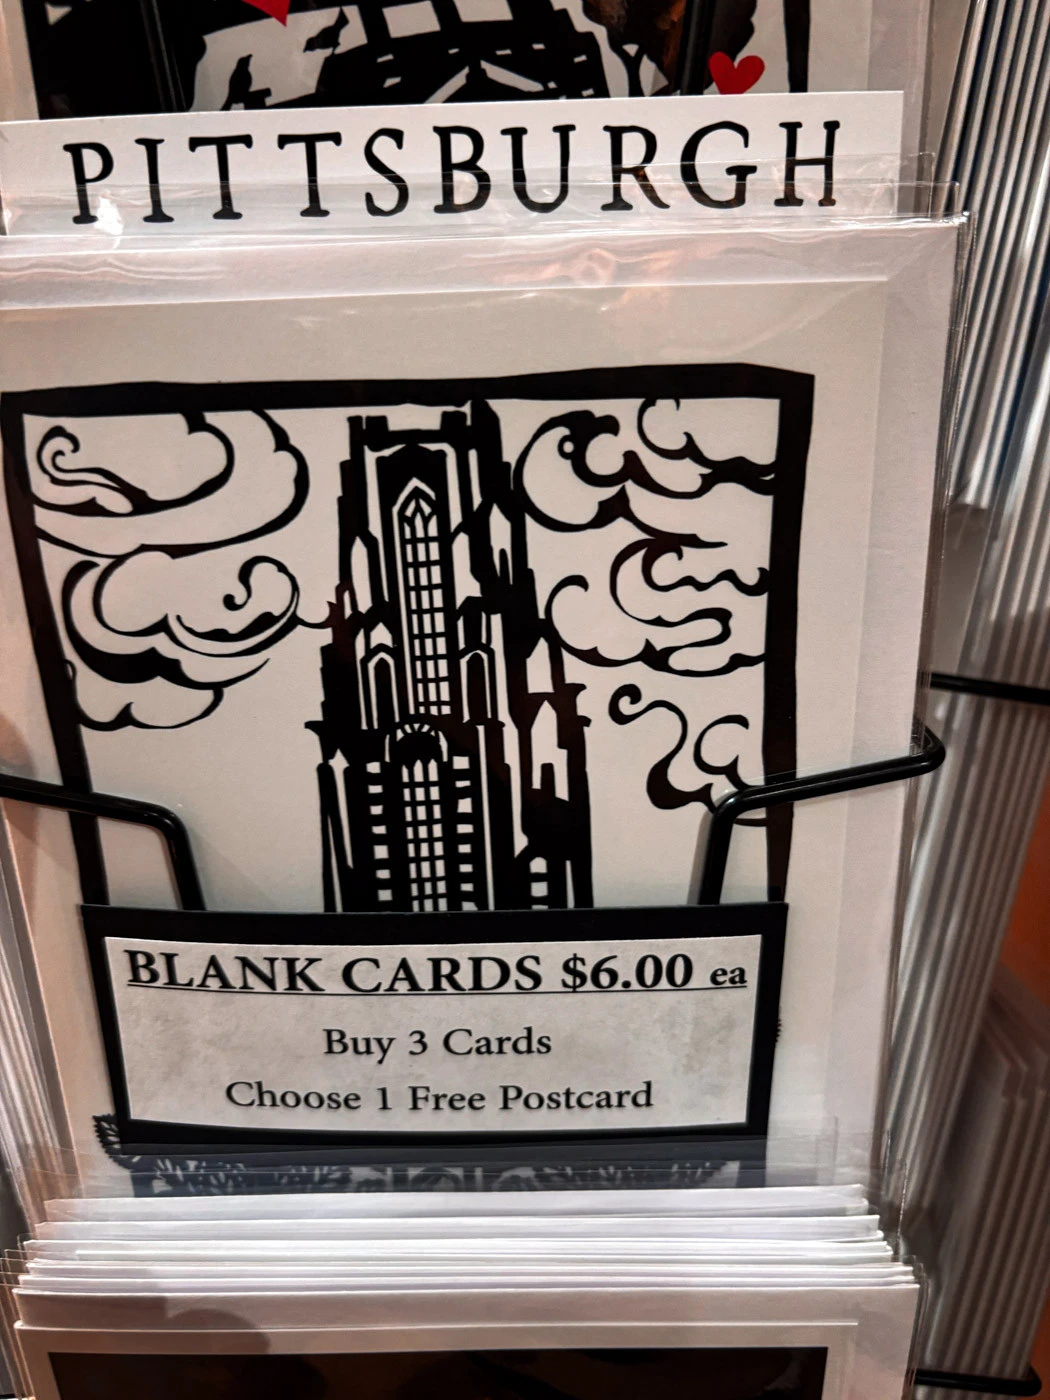 PITTSBURGH
BLANK CARDS $6.00 ea
Buy 3 Cards
Choose 1 Free Postcard